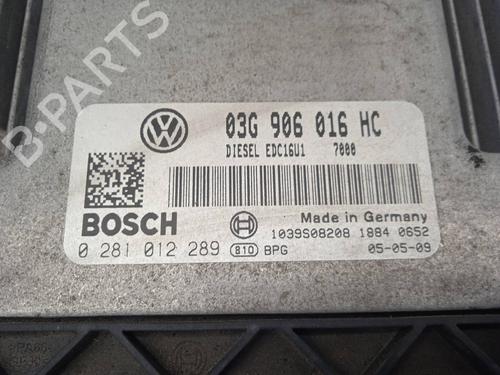 B-PARTS
03G 906 016 HC
DIESEL EDC16U1 7000
BOSCH
Made in Germany
0 281 012 289 810 BPG
1039S08208 1884 0652
05-05-09